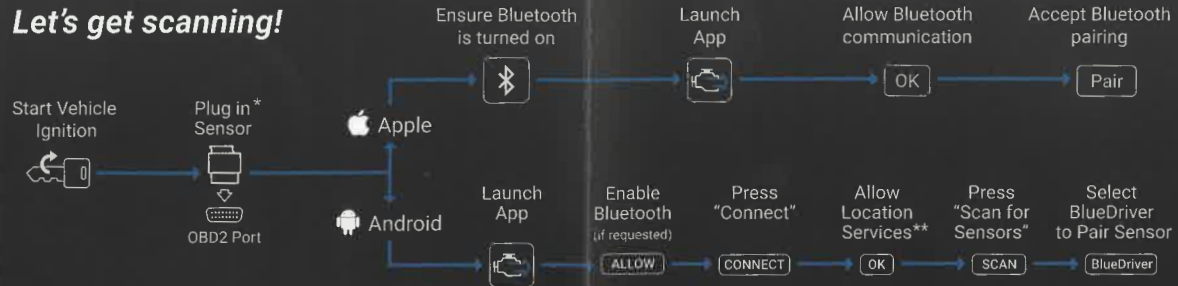 Let's get scanning!
Start Vehicle
Ignition
Plug in*
Sensor
OBD2 Port
Apple
Ensure Bluetooth
is turned on
Launch
App
Allow Bluetooth
communication
OK
Accept Bluetooth
pairing
Pair
Android
Launch
App
Enable
Bluetooth
(if requested)
ALLOW
Press
"Connect"
CONNECT
Allow
Location
Services**
OK
Press
"Scan for
Sensors"
SCAN
Select
BlueDriver
to Pair Sensor
BlueDriver